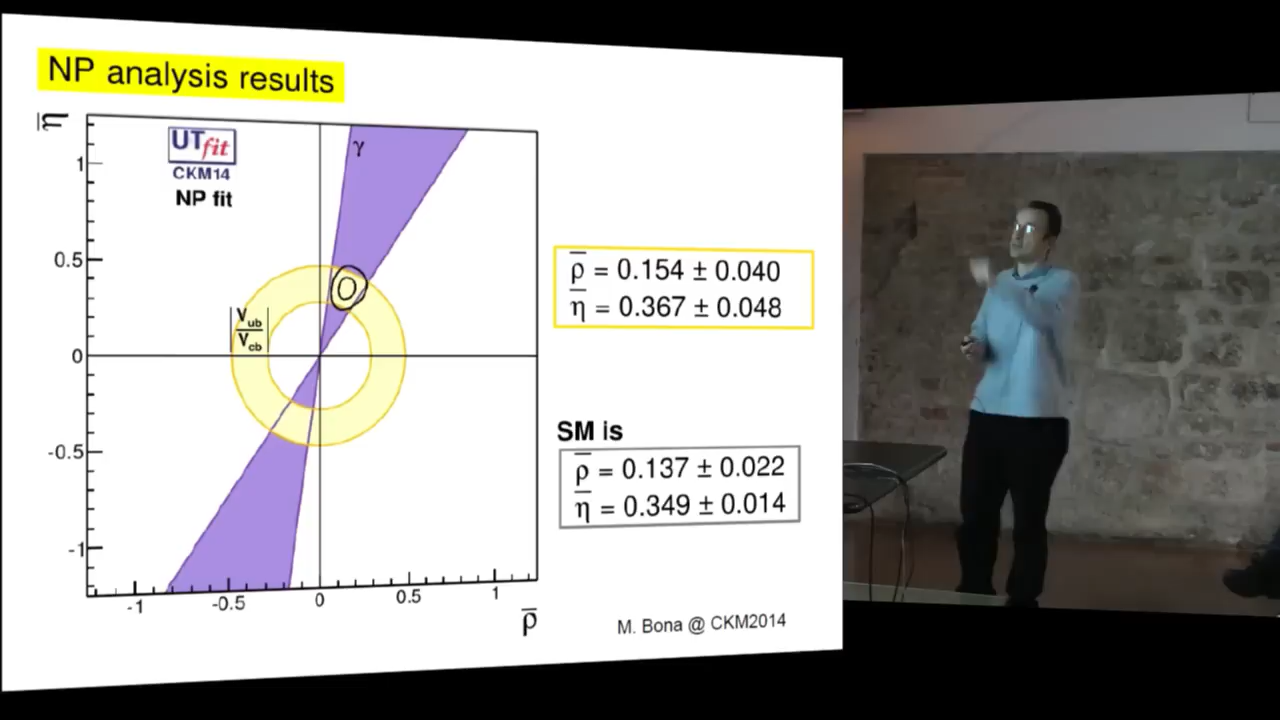 NP analysis results
η̅
UTfit
CKM14
NP fit
γ
1
0.5
0
-0.5
-1
|V_ub
V_cb|
-1
-0.5
0
0.5
1
ρ̅
ρ̅ = 0.154 ± 0.040
η̅ = 0.367 ± 0.048
SM is
ρ̅ = 0.137 ± 0.022
η̅ = 0.349 ± 0.014
M. Bona @ CKM2014